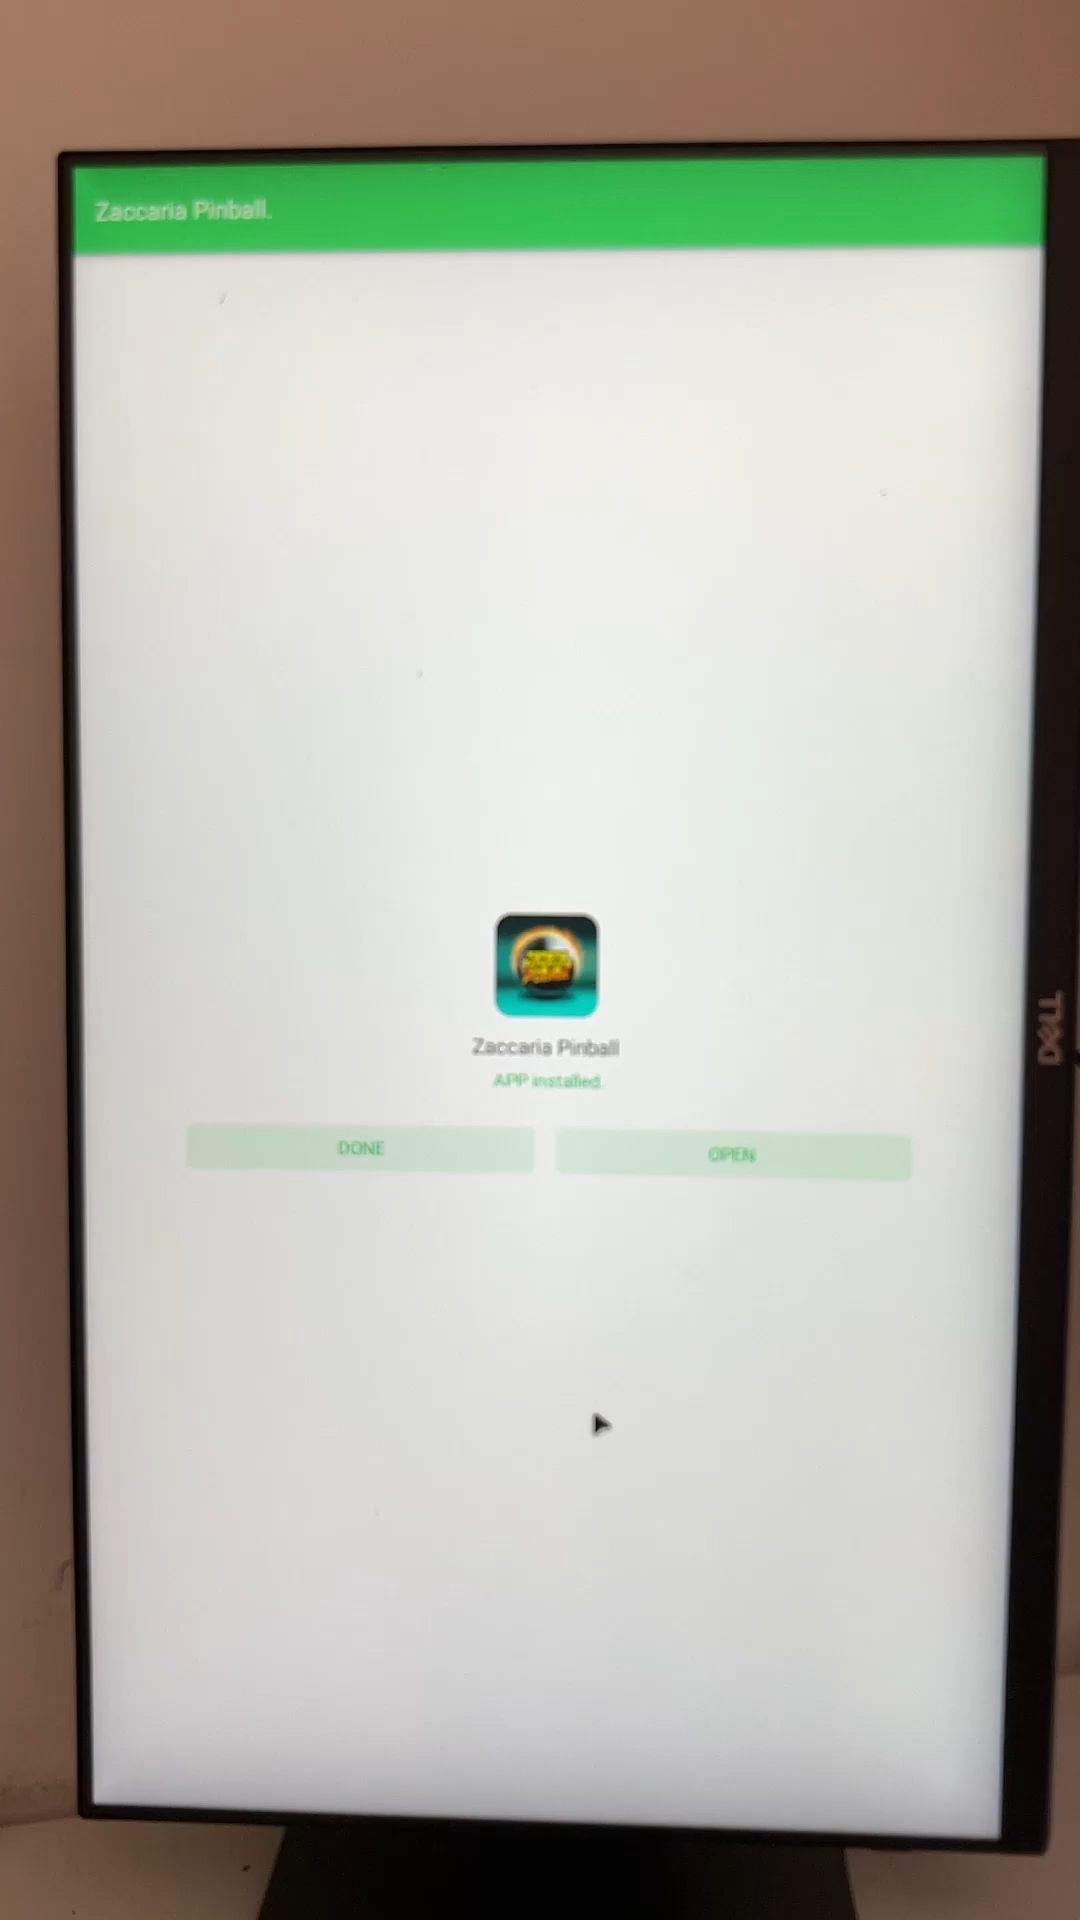 Zaccaria Pinball.
Zaccaria Pinball
APP installed.
DONE
OPEN
DELL